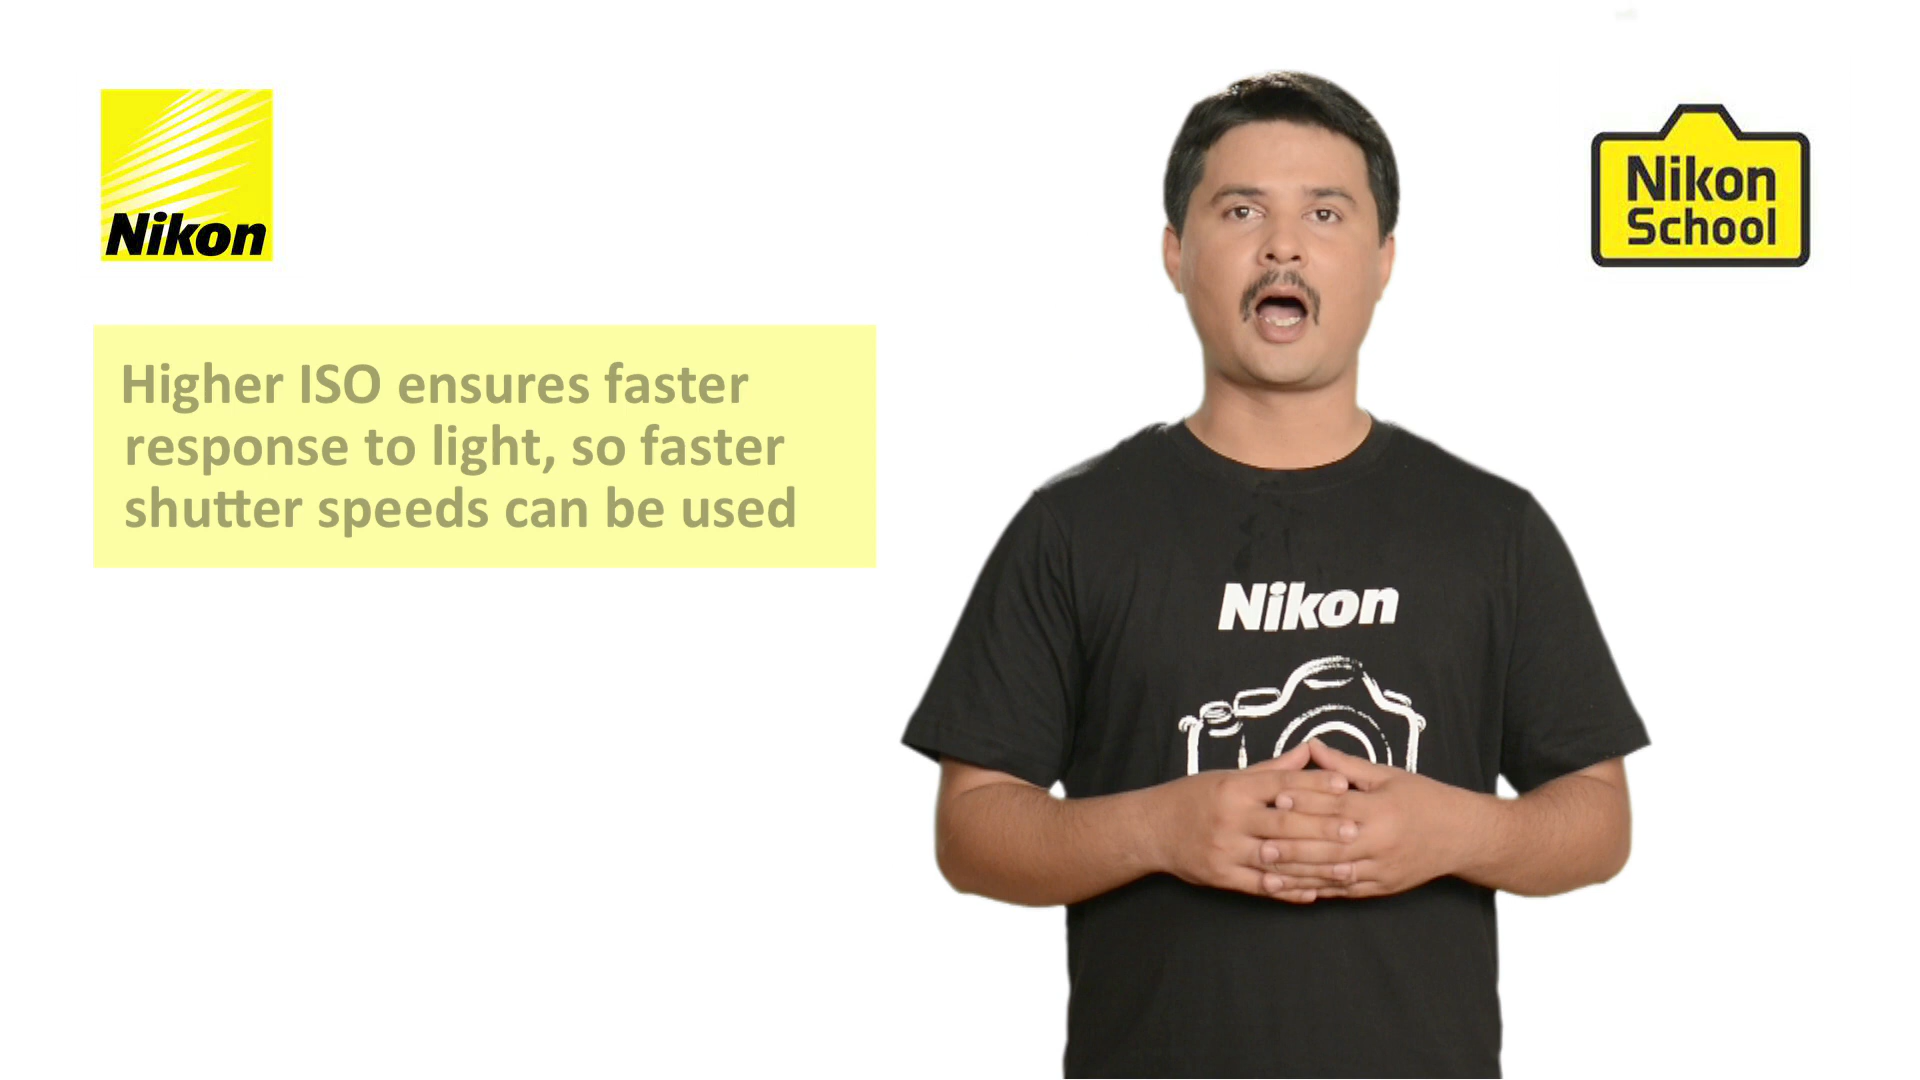 Nikon
Nikon
School
Higher ISO ensures faster
response to light, so faster
shutter speeds can be used
Nikon